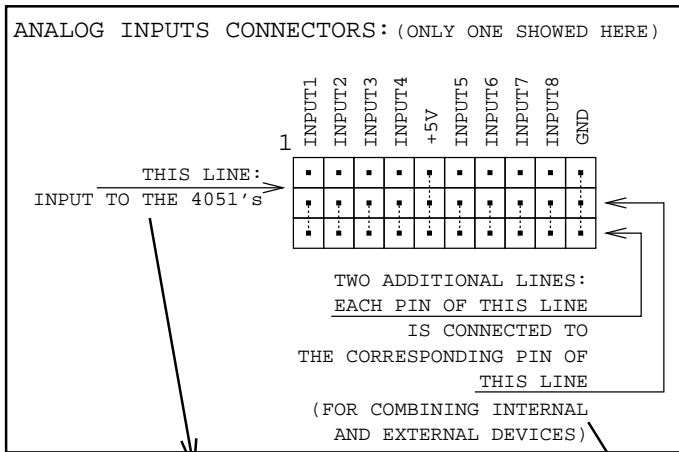 ANALOG INPUTS CONNECTORS: (ONLY ONE SHOWED HERE)
INPUT1
INPUT2
INPUT3
INPUT4
+5V
INPUT5
INPUT6
INPUT7
INPUT8
GND
1
THIS LINE:
INPUT TO THE 4051's
TWO ADDITIONAL LINES:
EACH PIN OF THIS LINE
IS CONNECTED TO
THE CORRESPONDING PIN OF
THIS LINE
(FOR COMBINING INTERNAL
AND EXTERNAL DEVICES)